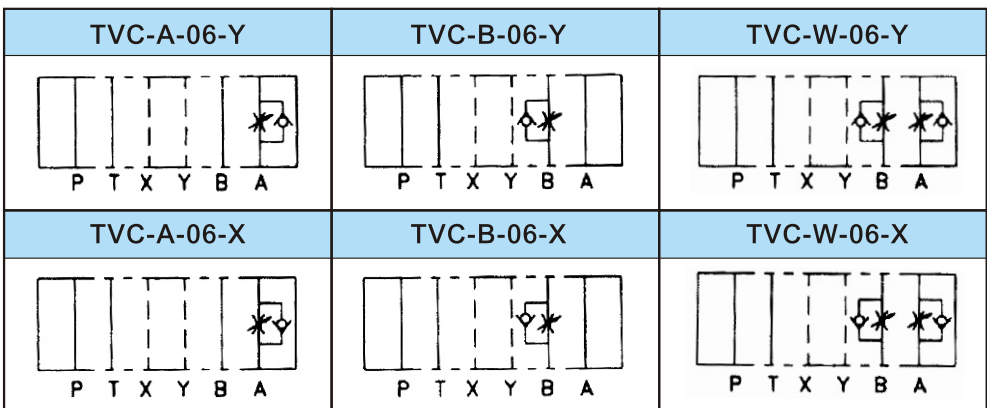 TVC-A-06-Y TVC-B-06-Y TVC-W-06-Y
P T X Y B A P T X Y B A P T X Y B A
TVC-A-06-X TVC-B-06-X TVC-W-06-X
P T X Y B A P T X Y B A P T X Y B A